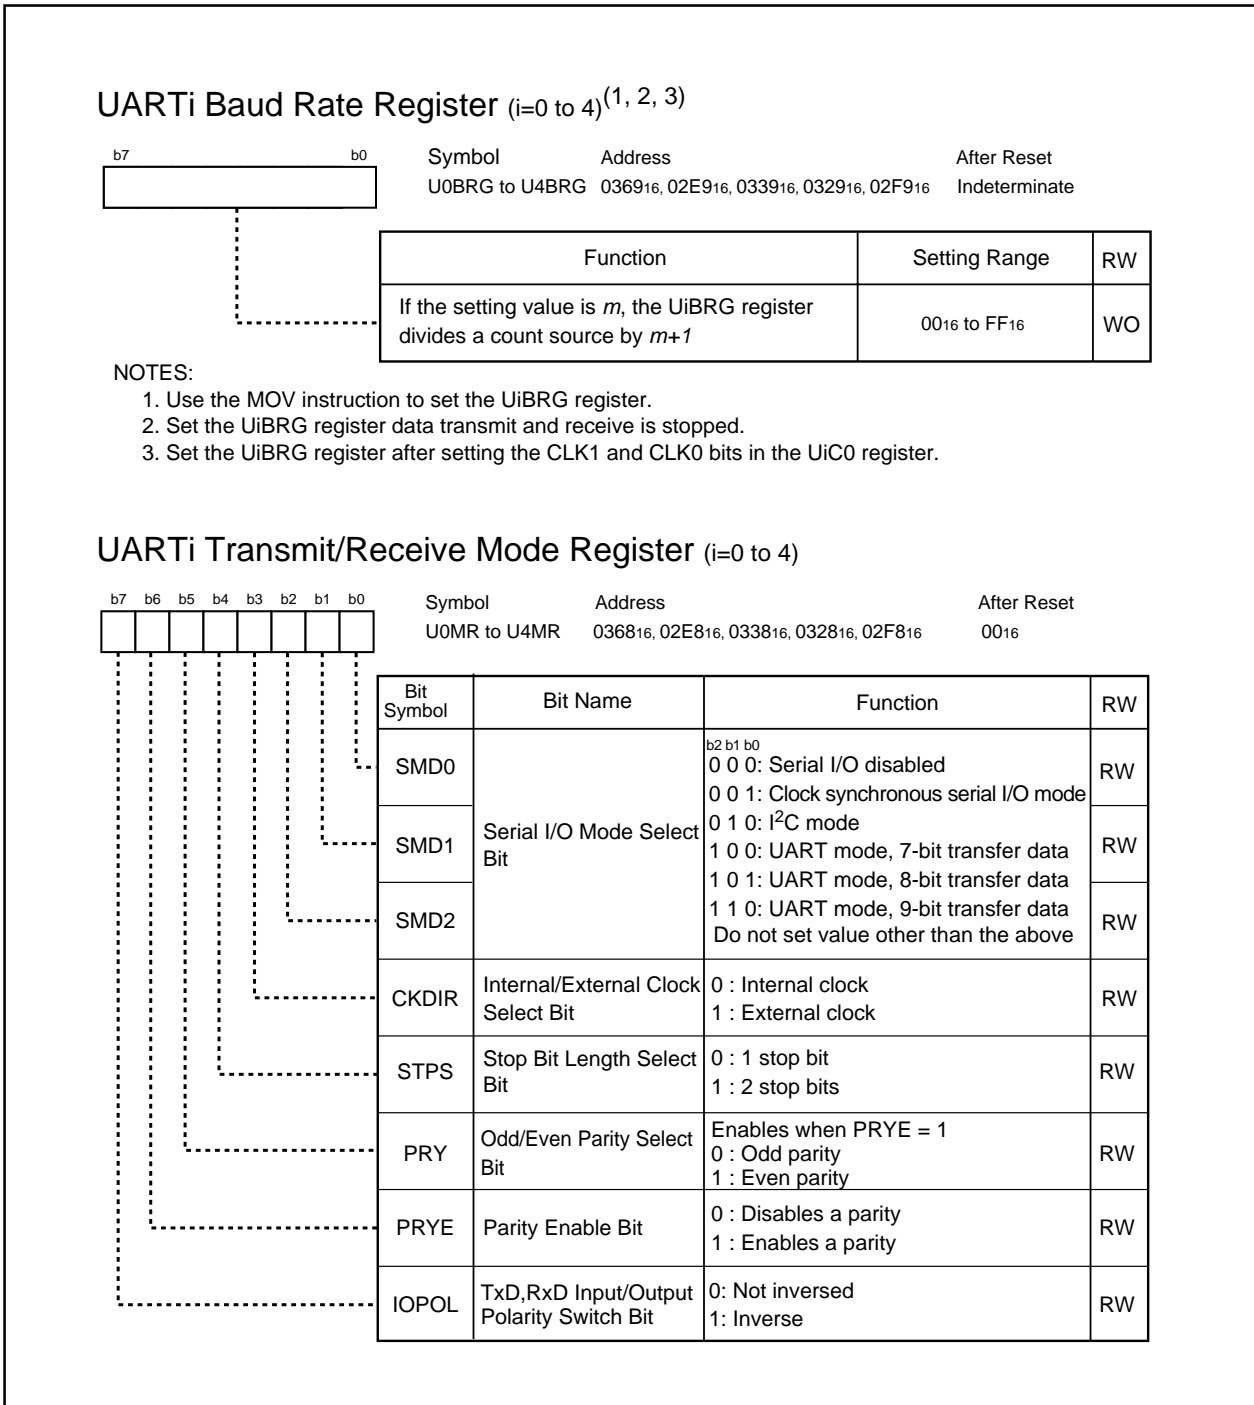 UARTi Baud Rate Register (i=0 to 4)(1, 2, 3)
b7 b0 Symbol Address After Reset
U0BRG to U4BRG 036916, 02E916, 033916, 032916, 02F916 Indeterminate
Function Setting Range RW
If the setting value is m, the UiBRG register
divides a count source by m+1
0016 to FF16 WO
NOTES:
1. Use the MOV instruction to set the UiBRG register.
2. Set the UiBRG register data transmit and receive is stopped.
3. Set the UiBRG register after setting the CLK1 and CLK0 bits in the UiC0 register.
UARTi Transmit/Receive Mode Register (i=0 to 4)
b7 b6 b5 b4 b3 b2 b1 b0 Symbol Address After Reset
U0MR to U4MR 036816, 02E816, 033816, 032816, 02F816 0016
Bit
Symbol
Bit Name Function RW
SMD0
SMD1
SMD2
Serial I/O Mode Select
Bit
b2 b1 b0
0 0 0: Serial I/O disabled
0 0 1: Clock synchronous serial I/O mode
0 1 0: I2C mode
1 0 0: UART mode, 7-bit transfer data
1 0 1: UART mode, 8-bit transfer data
1 1 0: UART mode, 9-bit transfer data
Do not set value other than the above
RW
RW
RW
CKDIR
Internal/External Clock
Select Bit
0 : Internal clock
1 : External clock
RW
STPS
Stop Bit Length Select
Bit
0 : 1 stop bit
1 : 2 stop bits
RW
PRY
Odd/Even Parity Select
Bit
Enables when PRYE = 1
0 : Odd parity
1 : Even parity
RW
PRYE
Parity Enable Bit
0 : Disables a parity
1 : Enables a parity
RW
IOPOL
TxD,RxD Input/Output
Polarity Switch Bit
0: Not inversed
1: Inverse
RW